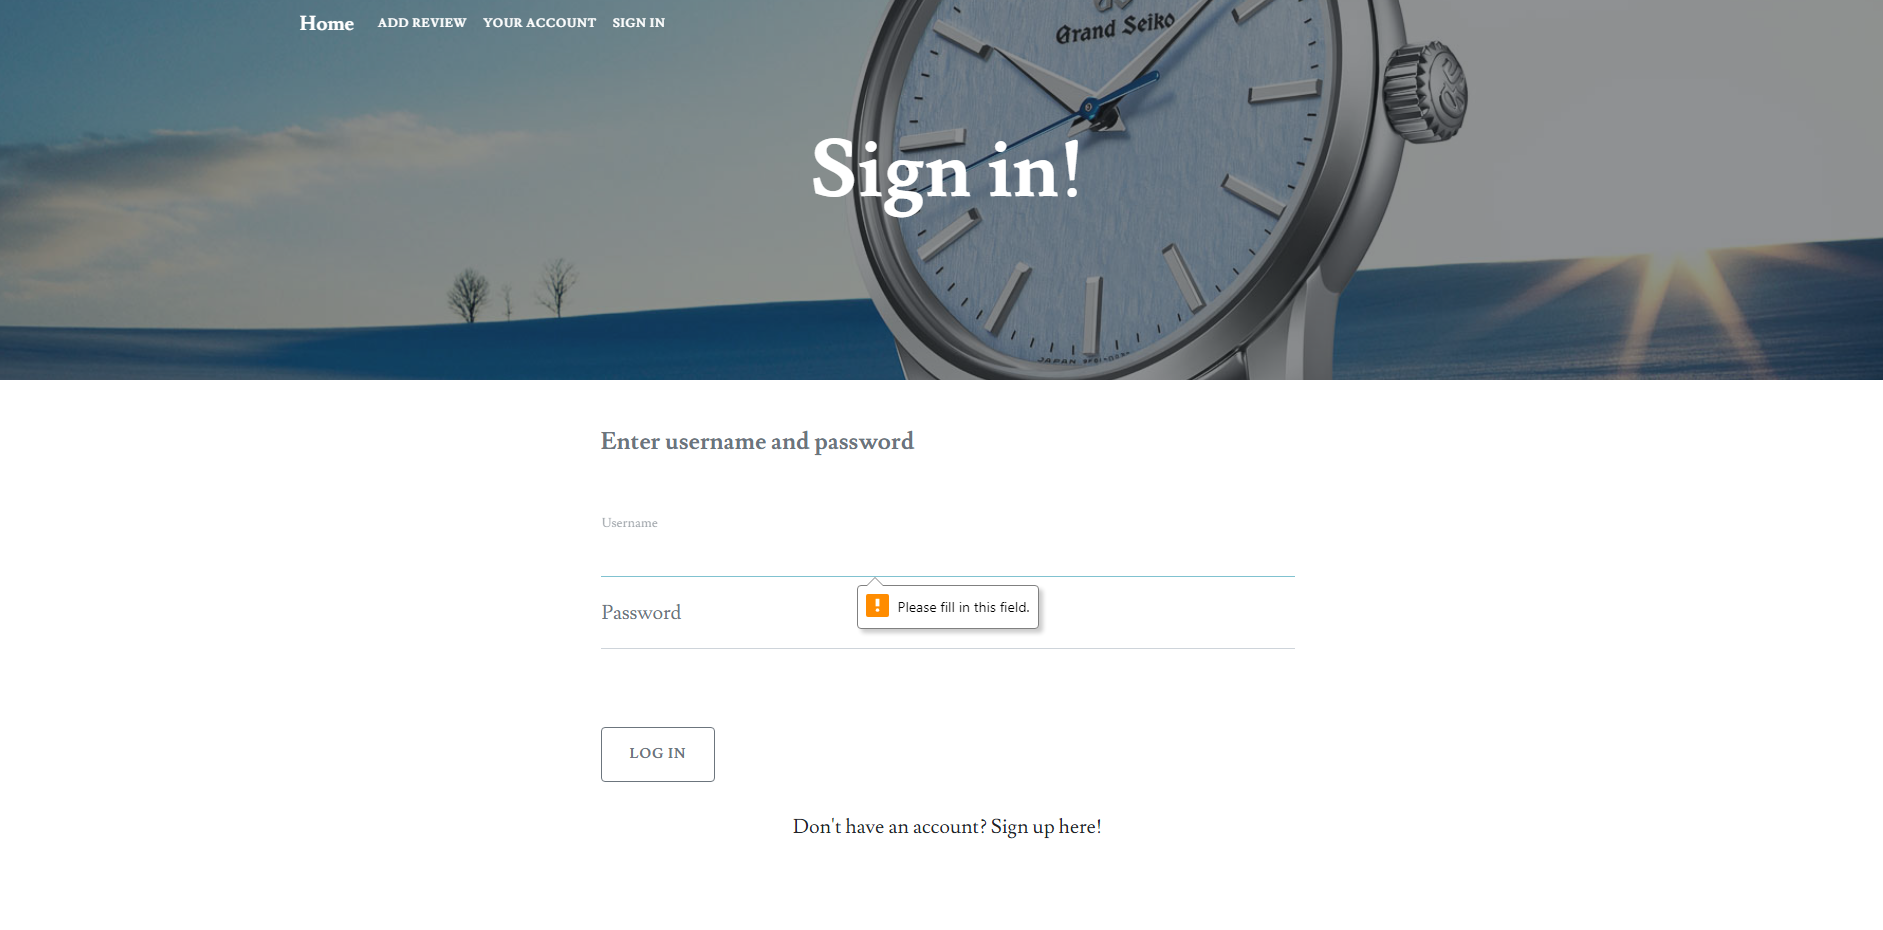 Home ADD REVIEW YOUR ACCOUNT SIGN IN
Grand Seiko
Sign in!
JAPAN
Enter username and password
Username
Please fill in this field.
Password
LOG IN
Don't have an account? Sign up here!